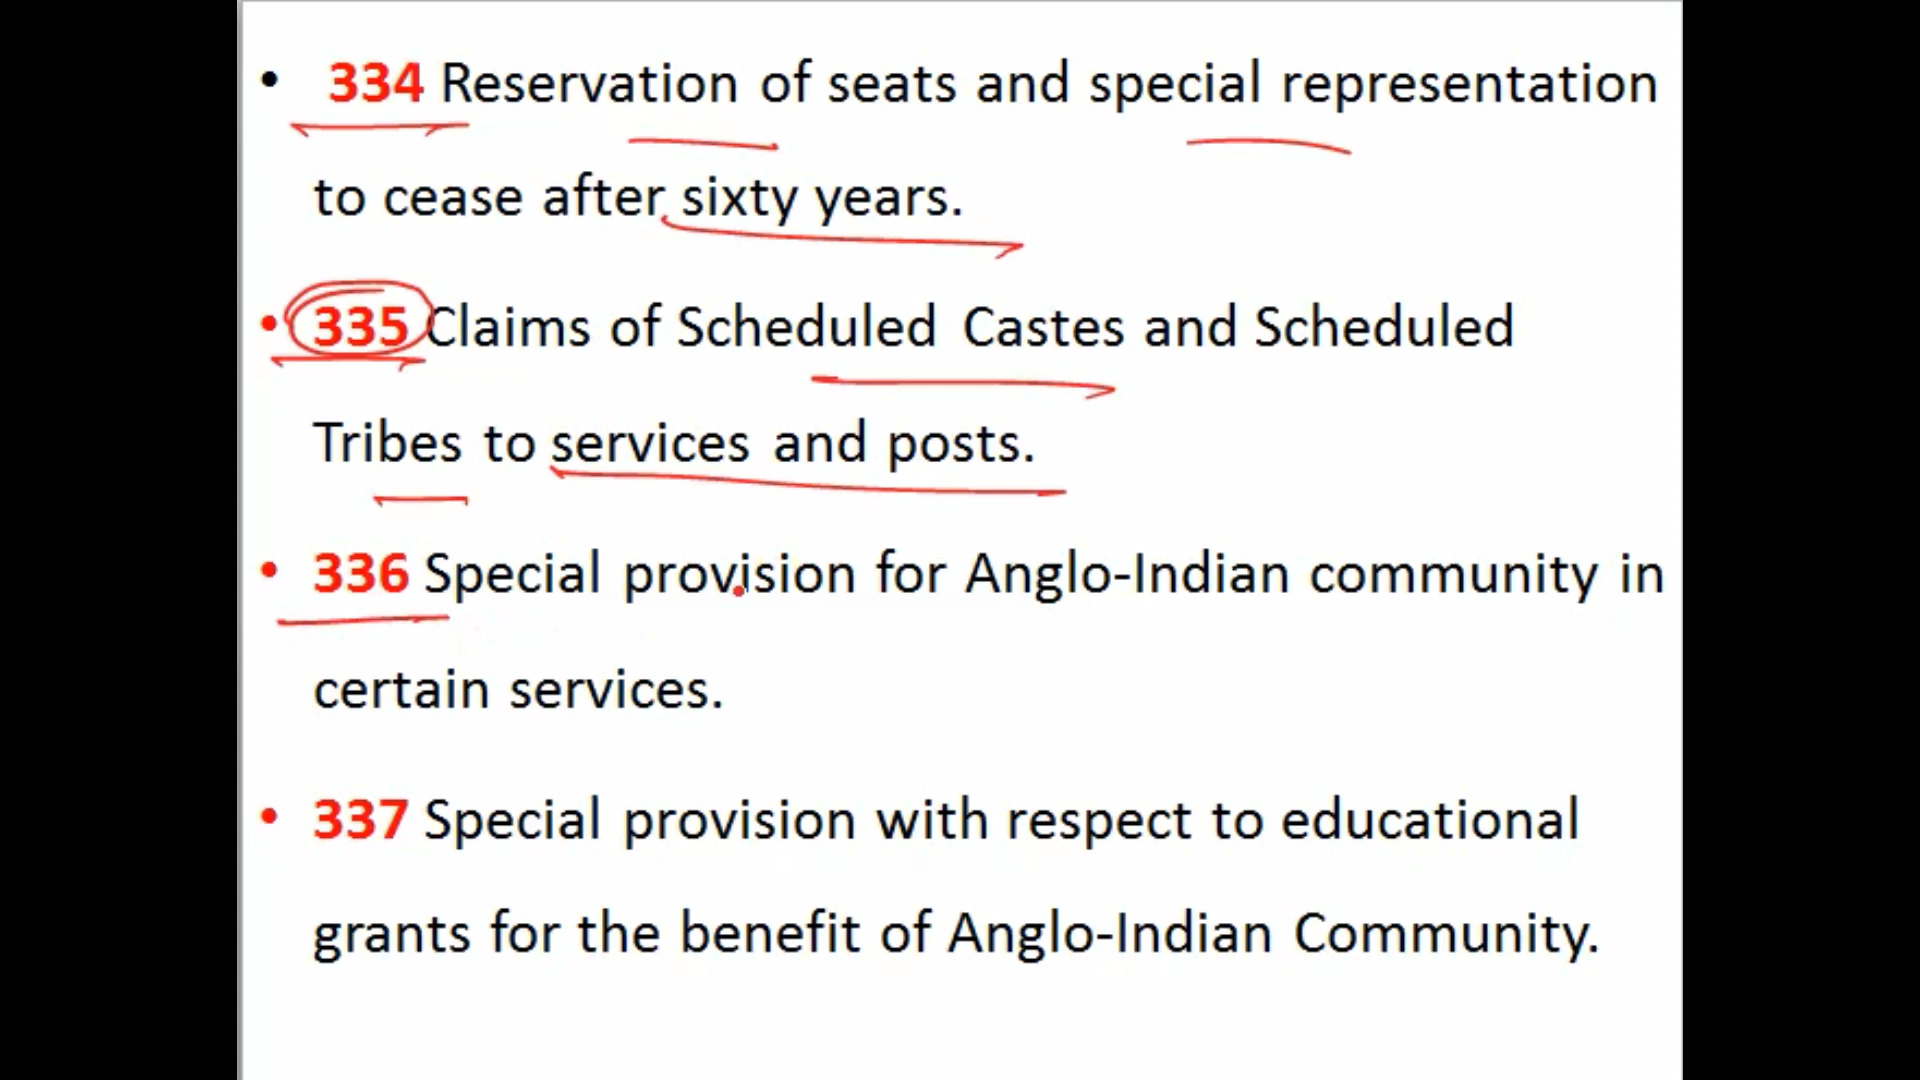 • 334 Reservation of seats and special representation
to cease after sixty years.
• 335 Claims of Scheduled Castes and Scheduled
Tribes to services and posts.
• 336 Special provision for Anglo-Indian community in
certain services.
• 337 Special provision with respect to educational
grants for the benefit of Anglo-Indian Community.